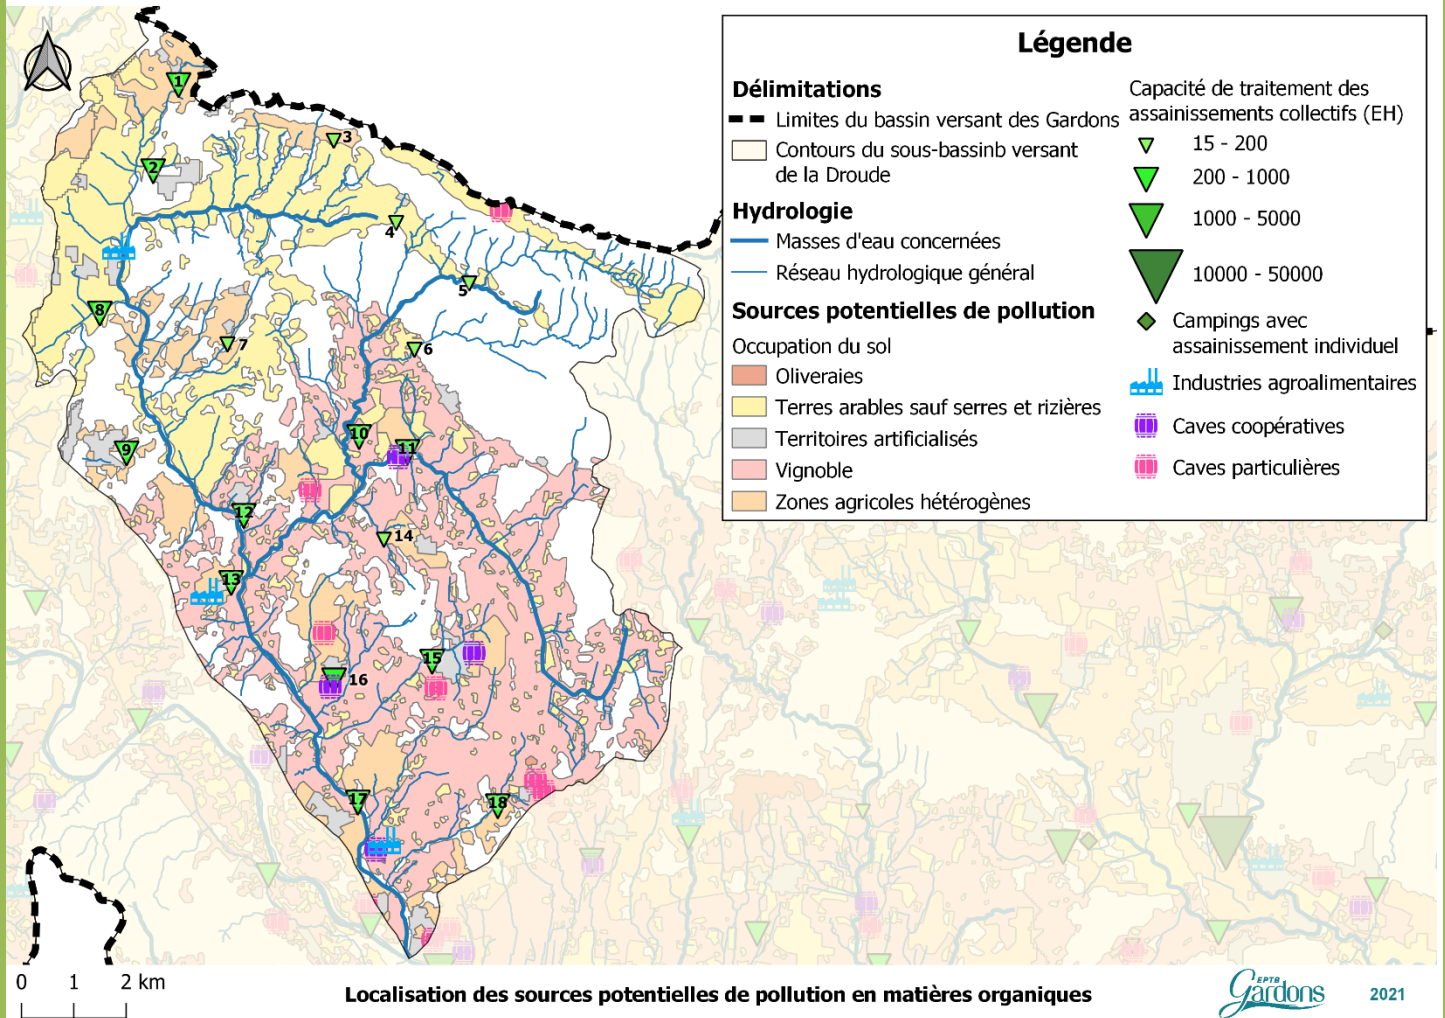 N
Légende
Délimitations
Limites du bassin versant des Gardons
Contours du sous-bassinb versant
de la Droude
Hydrologie
Masses d'eau concernées
Réseau hydrologique général
Sources potentielles de pollution
Occupation du sol
Oliveraies
Terres arables sauf serres et rizières
Territoires artificialisés
Vignoble
Zones agricoles hétérogènes
Capacité de traitement des
assainissements collectifs (EH)
15 - 200
200 - 1000
1000 - 5000
10000 - 50000
Campings avec
assainissement individuel
Industries agroalimentaires
Caves coopératives
Caves particulières
1
2
3
4
5
6
7
8
9
10
11
12
13
14
15
16
17
18
0 1 2 km
Localisation des sources potentielles de pollution en matières organiques
EPTB
Gardons
2021